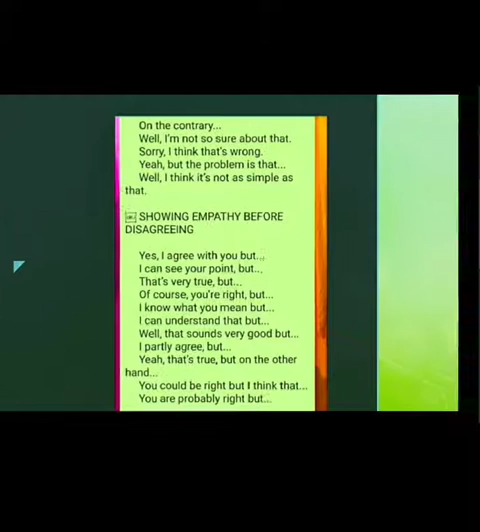 On the contrary...
Well, I'm not so sure about that.
Sorry, I think that's wrong.
Yeah, but the problem is that...
Well, I think it's not as simple as
that.
SHOWING EMPATHY BEFORE
DISAGREEING
Yes, I agree with you but...
I can see your point, but...
That's very true, but...
Of course, you're right, but...
I know what you mean but...
I can understand that but...
Well, that sounds very good but...
I partly agree, but...
Yeah, that's true, but on the other
hand...
You could be right but I think that...
You are probably right but...